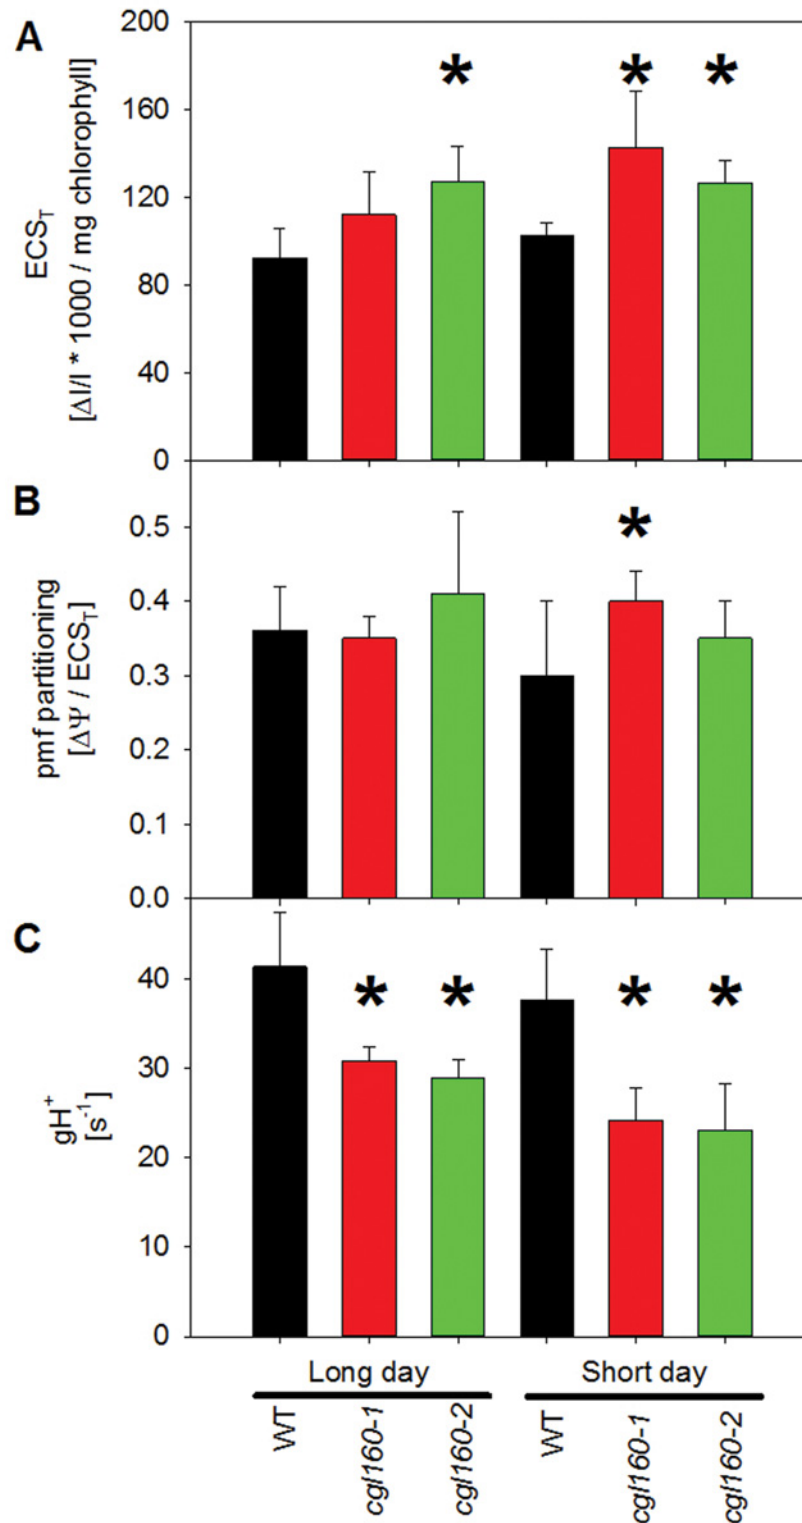 A
ECS_T
[ΔI/I * 1000 / mg chlorophyll]
200
160
120
80
40
0
* * *
B
pmf partitioning
[ΔΨ / ECS_T]
0.5
0.4
0.3
0.2
0.1
0.0
*
C
gH⁺
[s⁻¹]
40
30
20
10
0
* * * *
Long day Short day
WT cgl160-1 cgl160-2 WT cgl160-1 cgl160-2